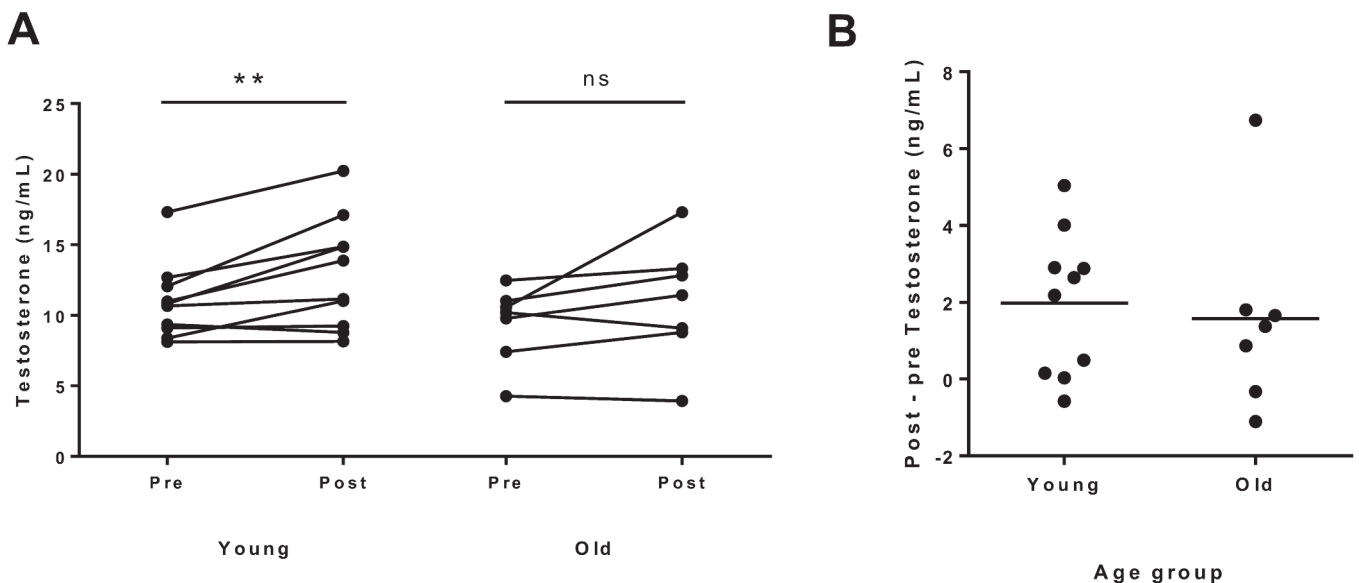 A
** ns
Testosterone (ng/mL)
25
20
15
10
5
0
Pre Post Pre Post
Young Old
B
Post - pre Testosterone (ng/mL)
8
6
4
2
0
-2
Young Old
Age group